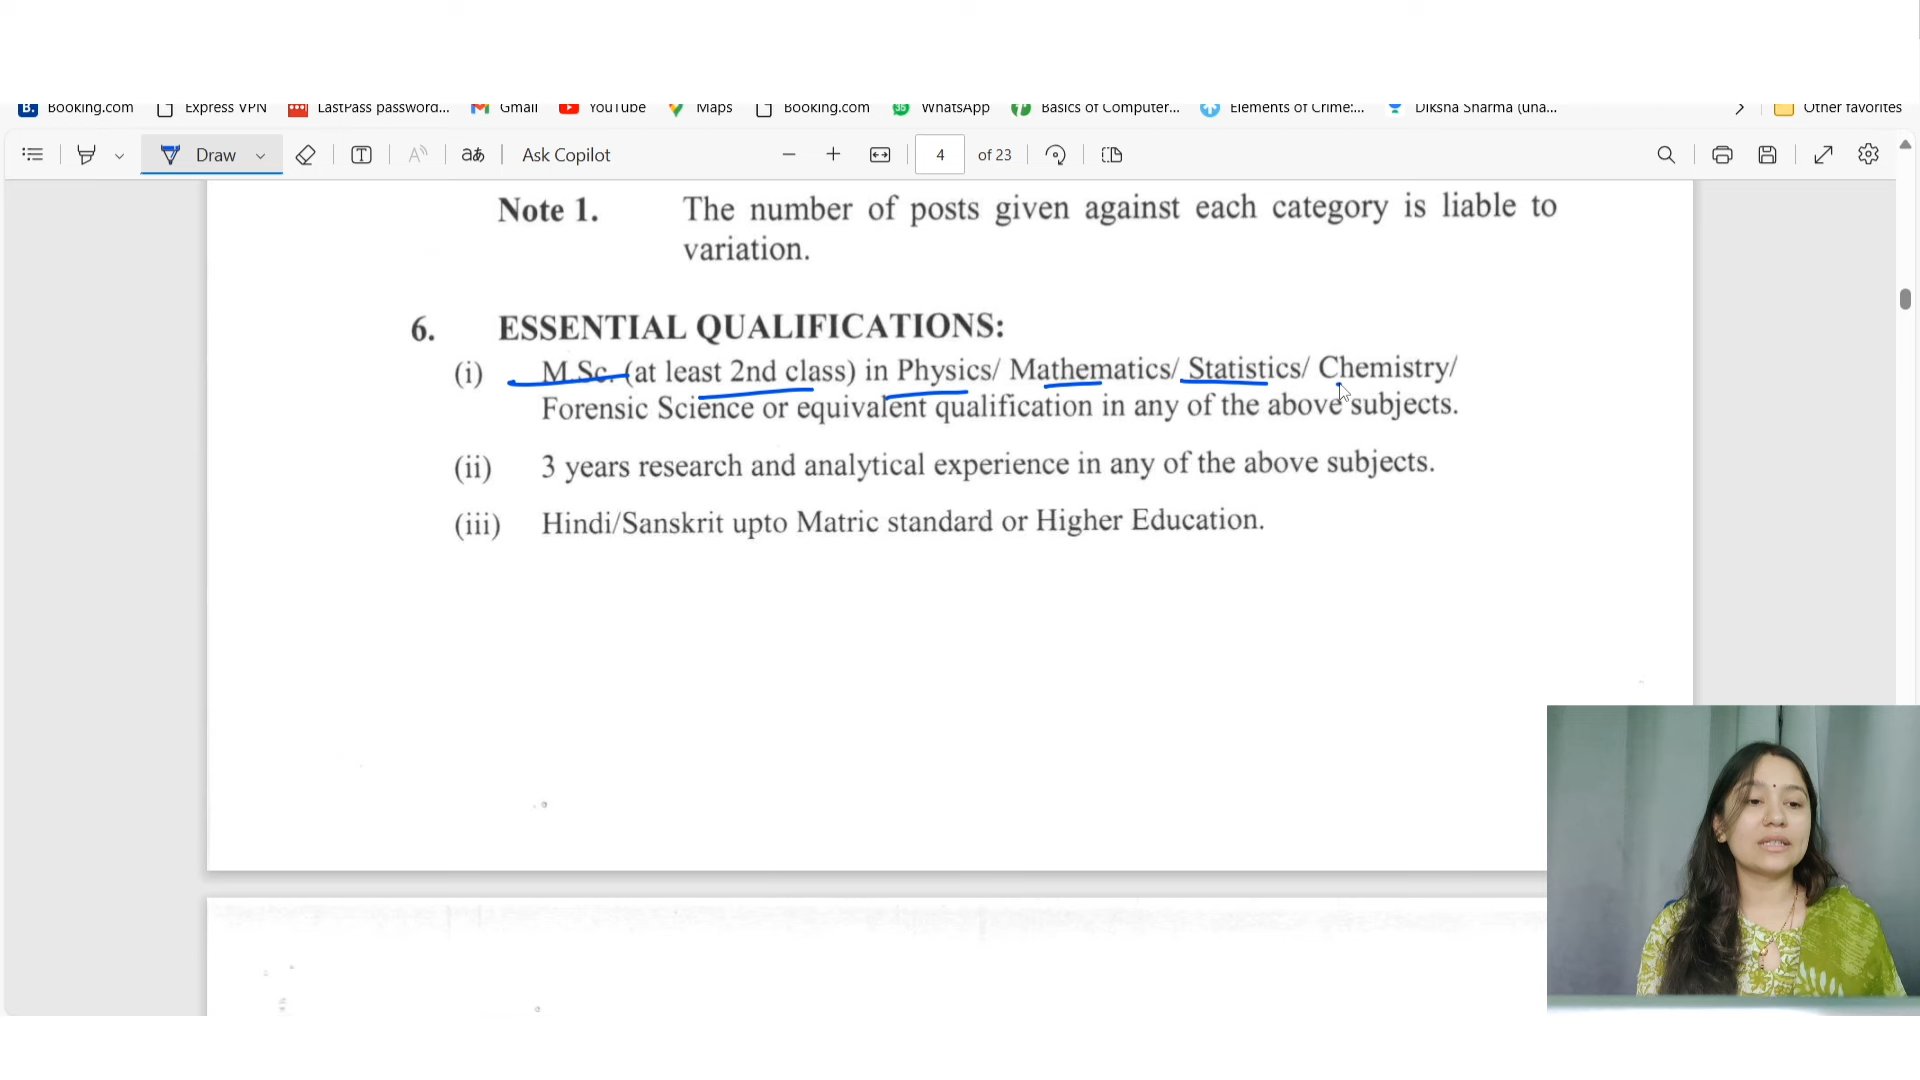 Booking.com Express VPN LastPass password... Gmail YouTube Maps Booking.com WhatsApp Basics of Computer... Elements of Crime:... Diksha Sharma (una... Other favorites
Draw aあ Ask Copilot 4 of 23
Note 1. The number of posts given against each category is liable to
variation.
6. ESSENTIAL QUALIFICATIONS:
(i) M.Sc. (at least 2nd class) in Physics/ Mathematics/ Statistics/ Chemistry/
Forensic Science or equivalent qualification in any of the above subjects.
(ii) 3 years research and analytical experience in any of the above subjects.
(iii) Hindi/Sanskrit upto Matric standard or Higher Education.